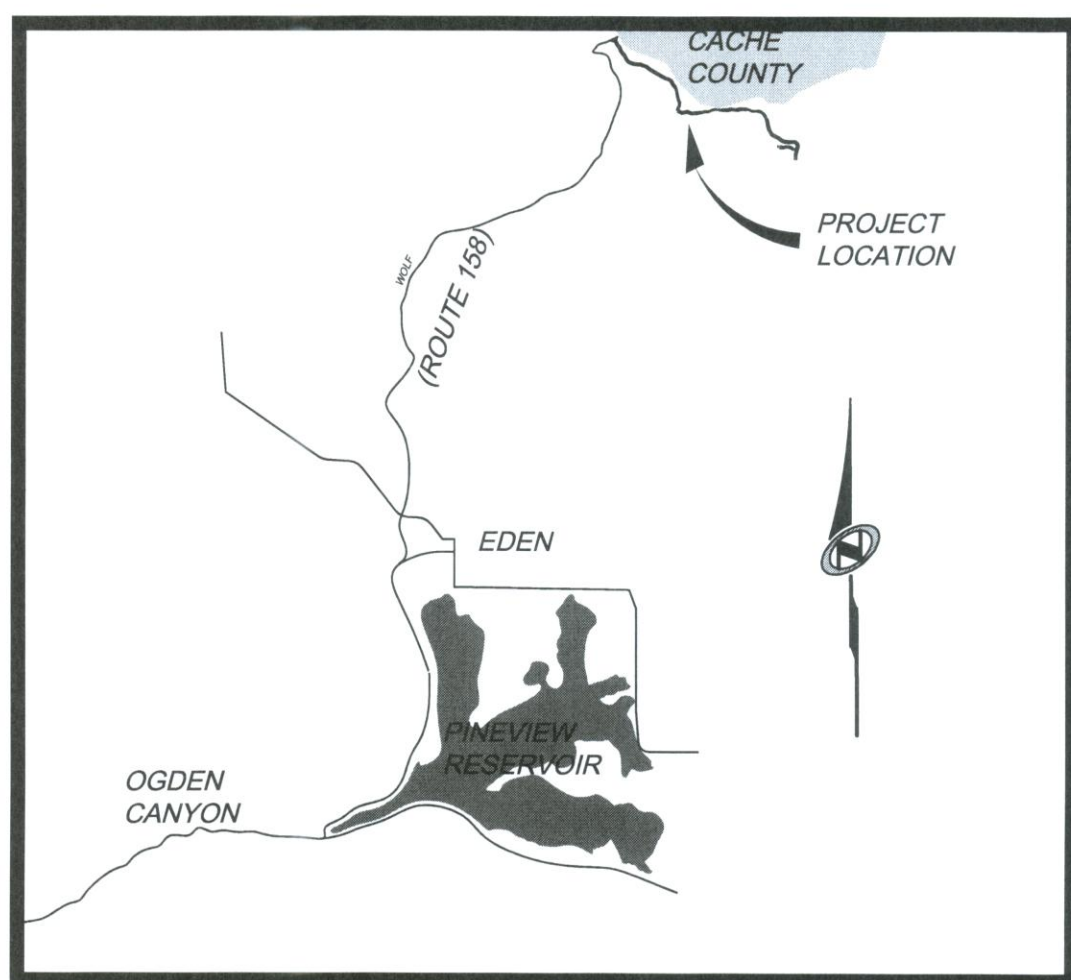 CACHE
COUNTY
PROJECT
LOCATION
WOLF
(ROUTE 158)
N
EDEN
PINEVIEW
RESERVOIR
OGDEN
CANYON